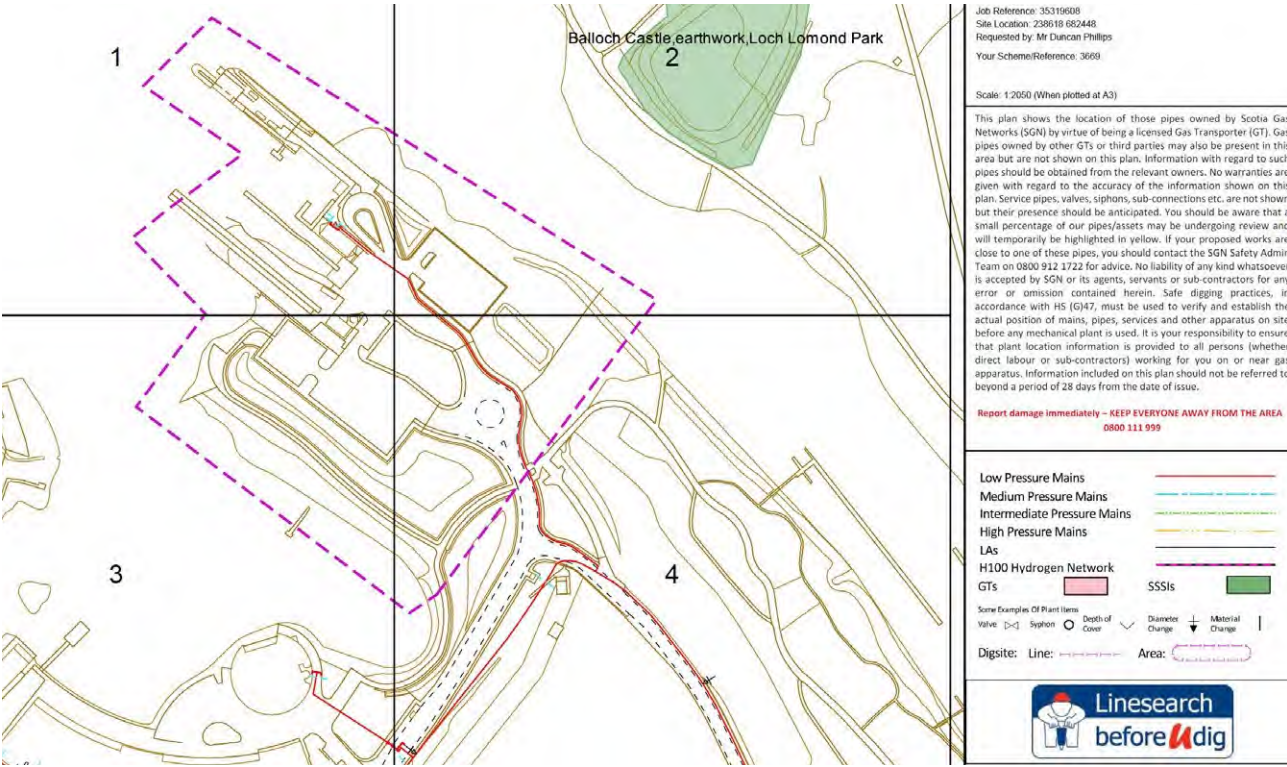 1
Balloch Castle,earthwork,Loch Lomond Park
2
3
4
Job Reference: 35319608
Site Location: 238618 682448
Requested by: Mr Duncan Phillips
Your Scheme/Reference: 3669
Scale: 1:2050 (When plotted at A3)
This plan shows the location of those pipes owned by Scotia Gas
Networks (SGN) by virtue of being a licensed Gas Transporter (GT). Gas
pipes owned by other GTs or third parties may also be present in this
area but are not shown on this plan. Information with regard to such
pipes should be obtained from the relevant owners. No warranties are
given with regard to the accuracy of the information shown on this
plan. Service pipes, valves, siphons, sub-connections etc. are not shown
but their presence should be anticipated. You should be aware that a
small percentage of our pipes/assets may be undergoing review and
will temporarily be highlighted in yellow. If your proposed works are
close to one of these pipes, you should contact the SGN Safety Admin
Team on 0800 912 1722 for advice. No liability of any kind whatsoever
is accepted by SGN or its agents, servants or sub-contractors for any
error or omission contained herein. Safe digging practices, in
accordance with HS (G)47, must be used to verify and establish the
actual position of mains, pipes, services and other apparatus on site
before any mechanical plant is used. It is your responsibility to ensure
that plant location information is provided to all persons (whether
direct labour or sub-contractors) working for you on or near gas
apparatus. Information included on this plan should not be referred to
beyond a period of 28 days from the date of issue.
Report damage immediately – KEEP EVERYONE AWAY FROM THE AREA
0800 111 999
Low Pressure Mains
Medium Pressure Mains
Intermediate Pressure Mains
High Pressure Mains
LAs
H100 Hydrogen Network
GTs SSSIs
Some Examples Of Plant Items
Valve Syphon Depth of Cover Diameter Change Material Change
Digsite: Line: Area:
Linesearch
before Udig